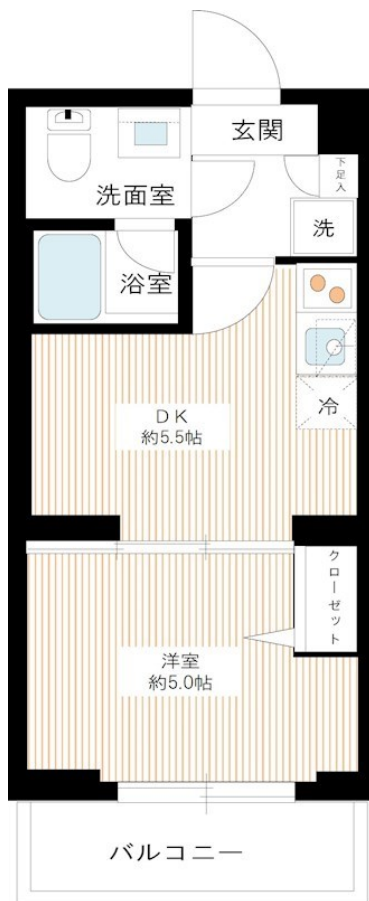 玄関
下足入
洗面室
洗
浴室
冷
DK
約5.5帖
クローゼット
洋室
約5.0帖
バルコニー